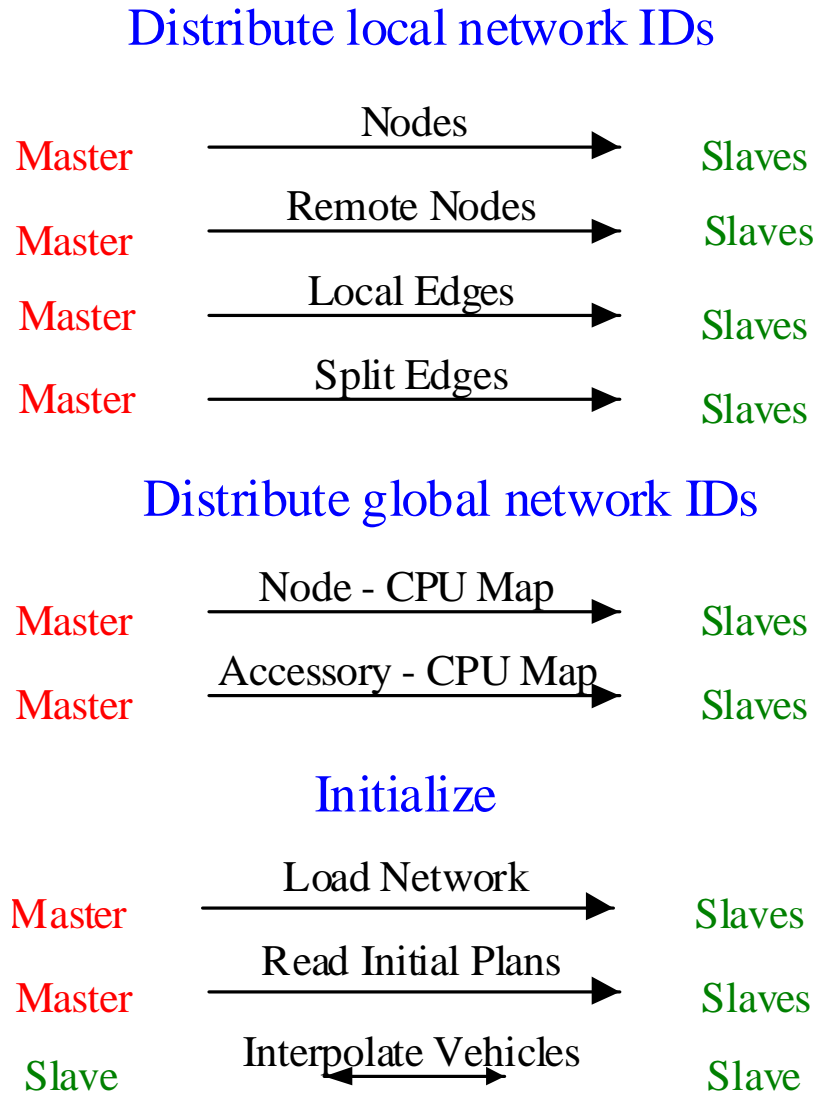 Distribute local network IDs
Nodes
Master Slaves
Remote Nodes
Master Slaves
Local Edges
Master Slaves
Split Edges
Master Slaves
Distribute global network IDs
Node - CPU Map
Master Slaves
Accessory - CPU Map
Master Slaves
Initialize
Load Network
Master Slaves
Read Initial Plans
Master Slaves
Interpolate Vehicles
Slave Slave